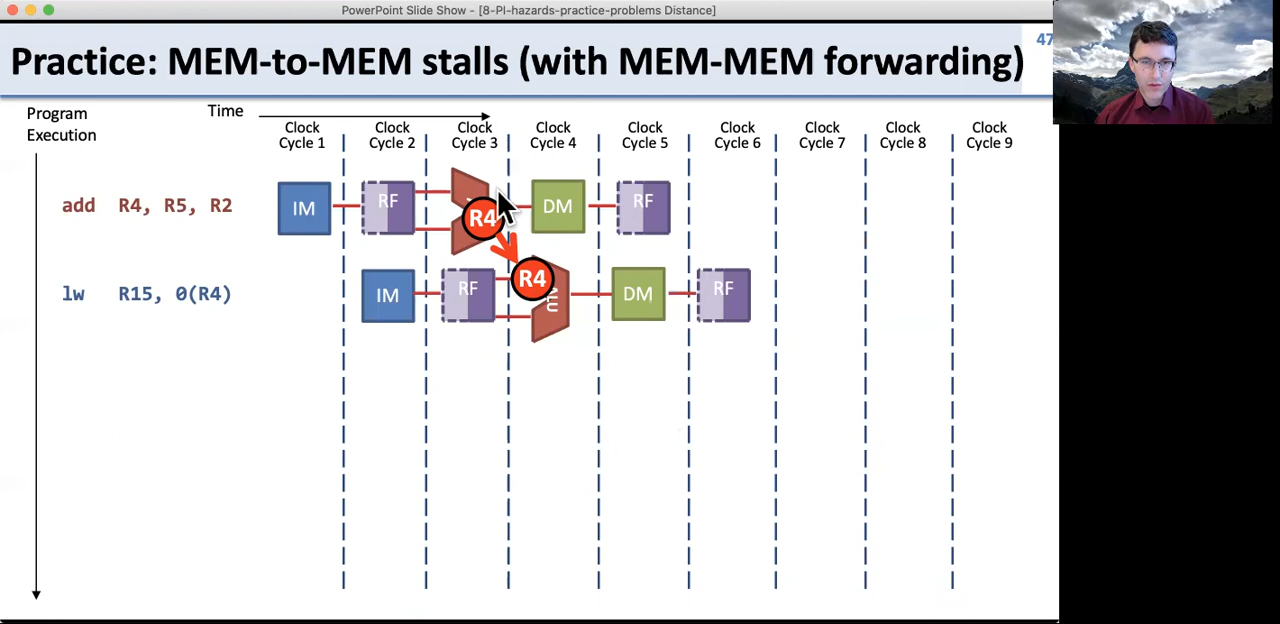 PowerPoint Slide Show - [8-PI-hazards-practice-problems Distance]
Practice: MEM-to-MEM stalls (with MEM-MEM forwarding)
47
Program
Execution
Time
Clock
Cycle 1
Clock
Cycle 2
Clock
Cycle 3
Clock
Cycle 4
Clock
Cycle 5
Clock
Cycle 6
Clock
Cycle 7
Clock
Cycle 8
Clock
Cycle 9
add R4, R5, R2
IM
RF
R4
DM
RF
lw R15, 0(R4)
IM
RF
R4
ALU
DM
RF